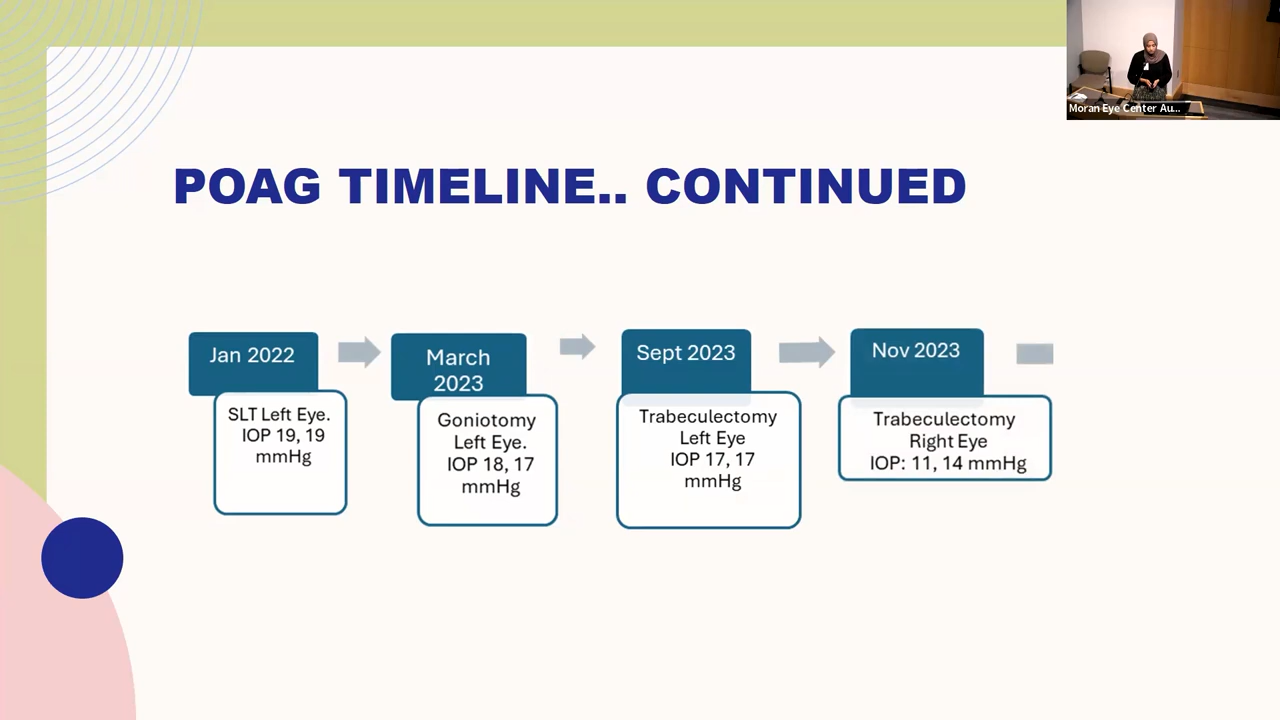 Moran Eye Center Au...
POAG TIMELINE.. CONTINUED
Jan 2022
SLT Left Eye.
IOP 19, 19
mmHg
March
2023
Goniotomy
Left Eye.
IOP 18, 17
mmHg
Sept 2023
Trabeculectomy
Left Eye
IOP 17, 17
mmHg
Nov 2023
Trabeculectomy
Right Eye
IOP: 11, 14 mmHg